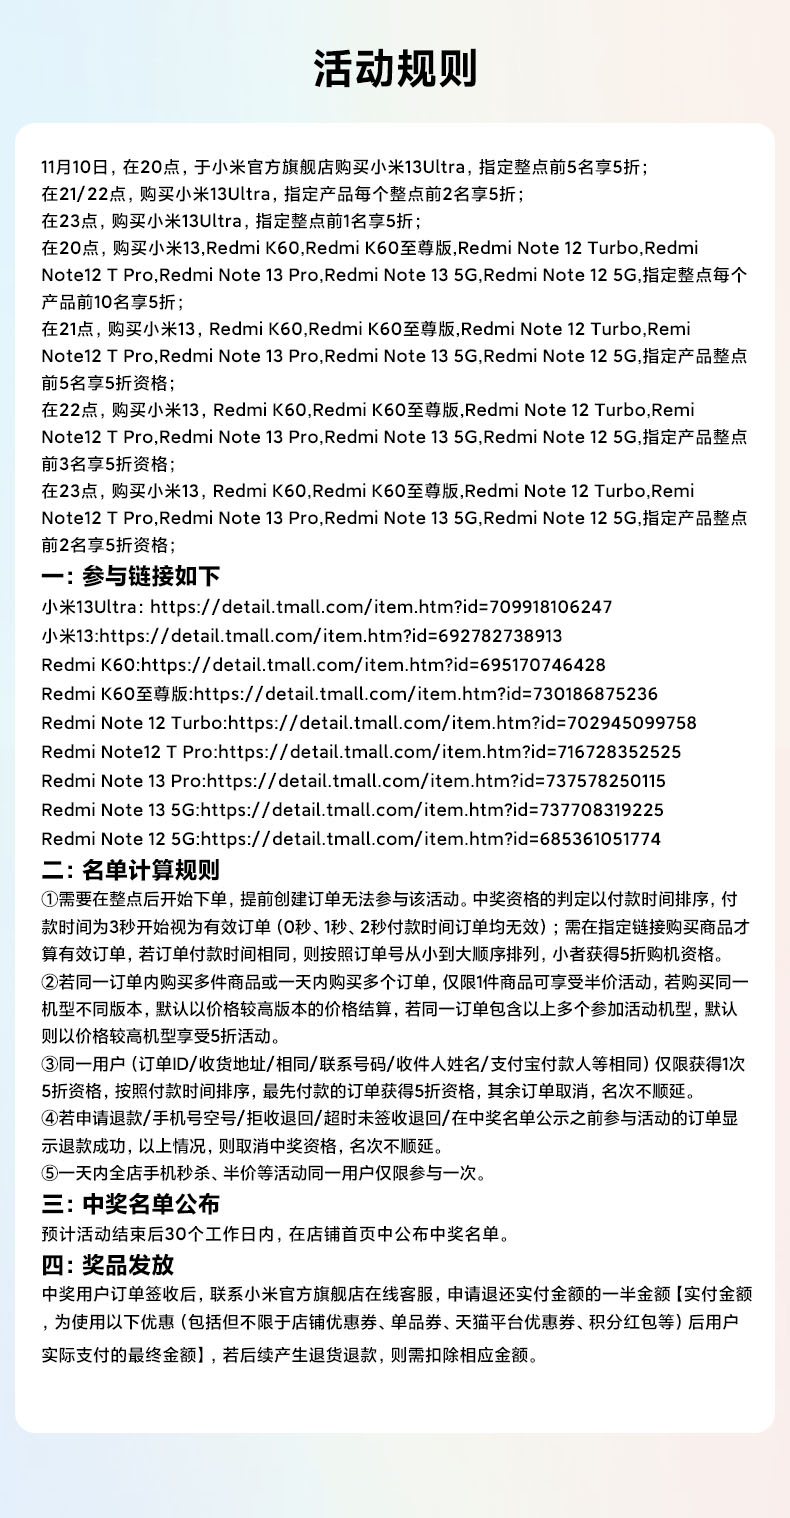 活动规则
11月10日，在20点，于小米官方旗舰店购买小米13Ultra，指定整点前5名享5折；
在21/22点，购买小米13Ultra，指定产品每个整点前2名享5折；
在23点，购买小米13Ultra，指定整点前1名享5折；
在20点，购买小米13,Redmi K60,Redmi K60至尊版,Redmi Note 12 Turbo,Redmi
Note12 T Pro,Redmi Note 13 Pro,Redmi Note 13 5G,Redmi Note 12 5G,指定整点每个
产品前10名享5折；
在21点，购买小米13，Redmi K60,Redmi K60至尊版,Redmi Note 12 Turbo,Remi
Note12 T Pro,Redmi Note 13 Pro,Redmi Note 13 5G,Redmi Note 12 5G,指定产品整点
前5名享5折资格；
在22点，购买小米13，Redmi K60,Redmi K60至尊版,Redmi Note 12 Turbo,Remi
Note12 T Pro,Redmi Note 13 Pro,Redmi Note 13 5G,Redmi Note 12 5G,指定产品整点
前3名享5折资格；
在23点，购买小米13，Redmi K60,Redmi K60至尊版,Redmi Note 12 Turbo,Remi
Note12 T Pro,Redmi Note 13 Pro,Redmi Note 13 5G,Redmi Note 12 5G,指定产品整点
前2名享5折资格；
一：参与链接如下
小米13Ultra：https://detail.tmall.com/item.htm?id=709918106247
小米13:https://detail.tmall.com/item.htm?id=692782738913
Redmi K60:https://detail.tmall.com/item.htm?id=695170746428
Redmi K60至尊版:https://detail.tmall.com/item.htm?id=730186875236
Redmi Note 12 Turbo:https://detail.tmall.com/item.htm?id=702945099758
Redmi Note12 T Pro:https://detail.tmall.com/item.htm?id=716728352525
Redmi Note 13 Pro:https://detail.tmall.com/item.htm?id=737578250115
Redmi Note 13 5G:https://detail.tmall.com/item.htm?id=737708319225
Redmi Note 12 5G:https://detail.tmall.com/item.htm?id=685361051774
二：名单计算规则
①需要在整点后开始下单，提前创建订单无法参与该活动。中奖资格的判定以付款时间排序，付
款时间为3秒开始视为有效订单（0秒、1秒、2秒付款时间订单均无效）；需在指定链接购买商品才
算有效订单，若订单付款时间相同，则按照订单号从小到大顺序排列，小者获得5折购机资格。
②若同一订单内购买多件商品或一天内购买多个订单，仅限1件商品可享受半价活动，若购买同一
机型不同版本，默认以价格较高版本的价格结算，若同一订单包含以上多个参加活动机型，默认
则以价格较高机型享受5折活动。
③同一用户（订单ID/收货地址/相同/联系号码/收件人姓名/支付宝付款人等相同）仅限获得1次
5折资格，按照付款时间排序，最先付款的订单获得5折资格，其余订单取消，名次不顺延。
④若申请退款/手机号空号/拒收退回/超时未签收退回/在中奖名单公示之前参与活动的订单显
示退款成功，以上情况，则取消中奖资格，名次不顺延。
⑤一天内全店手机秒杀、半价等活动同一用户仅限参与一次。
三：中奖名单公布
预计活动结束后30个工作日内，在店铺首页中公布中奖名单。
四：奖品发放
中奖用户订单签收后，联系小米官方旗舰店在线客服，申请退还实付金额的一半金额【实付金额
，为使用以下优惠（包括但不限于店铺优惠券、单品券、天猫平台优惠券、积分红包等）后用户
实际支付的最终金额】，若后续产生退货退款，则需扣除相应金额。